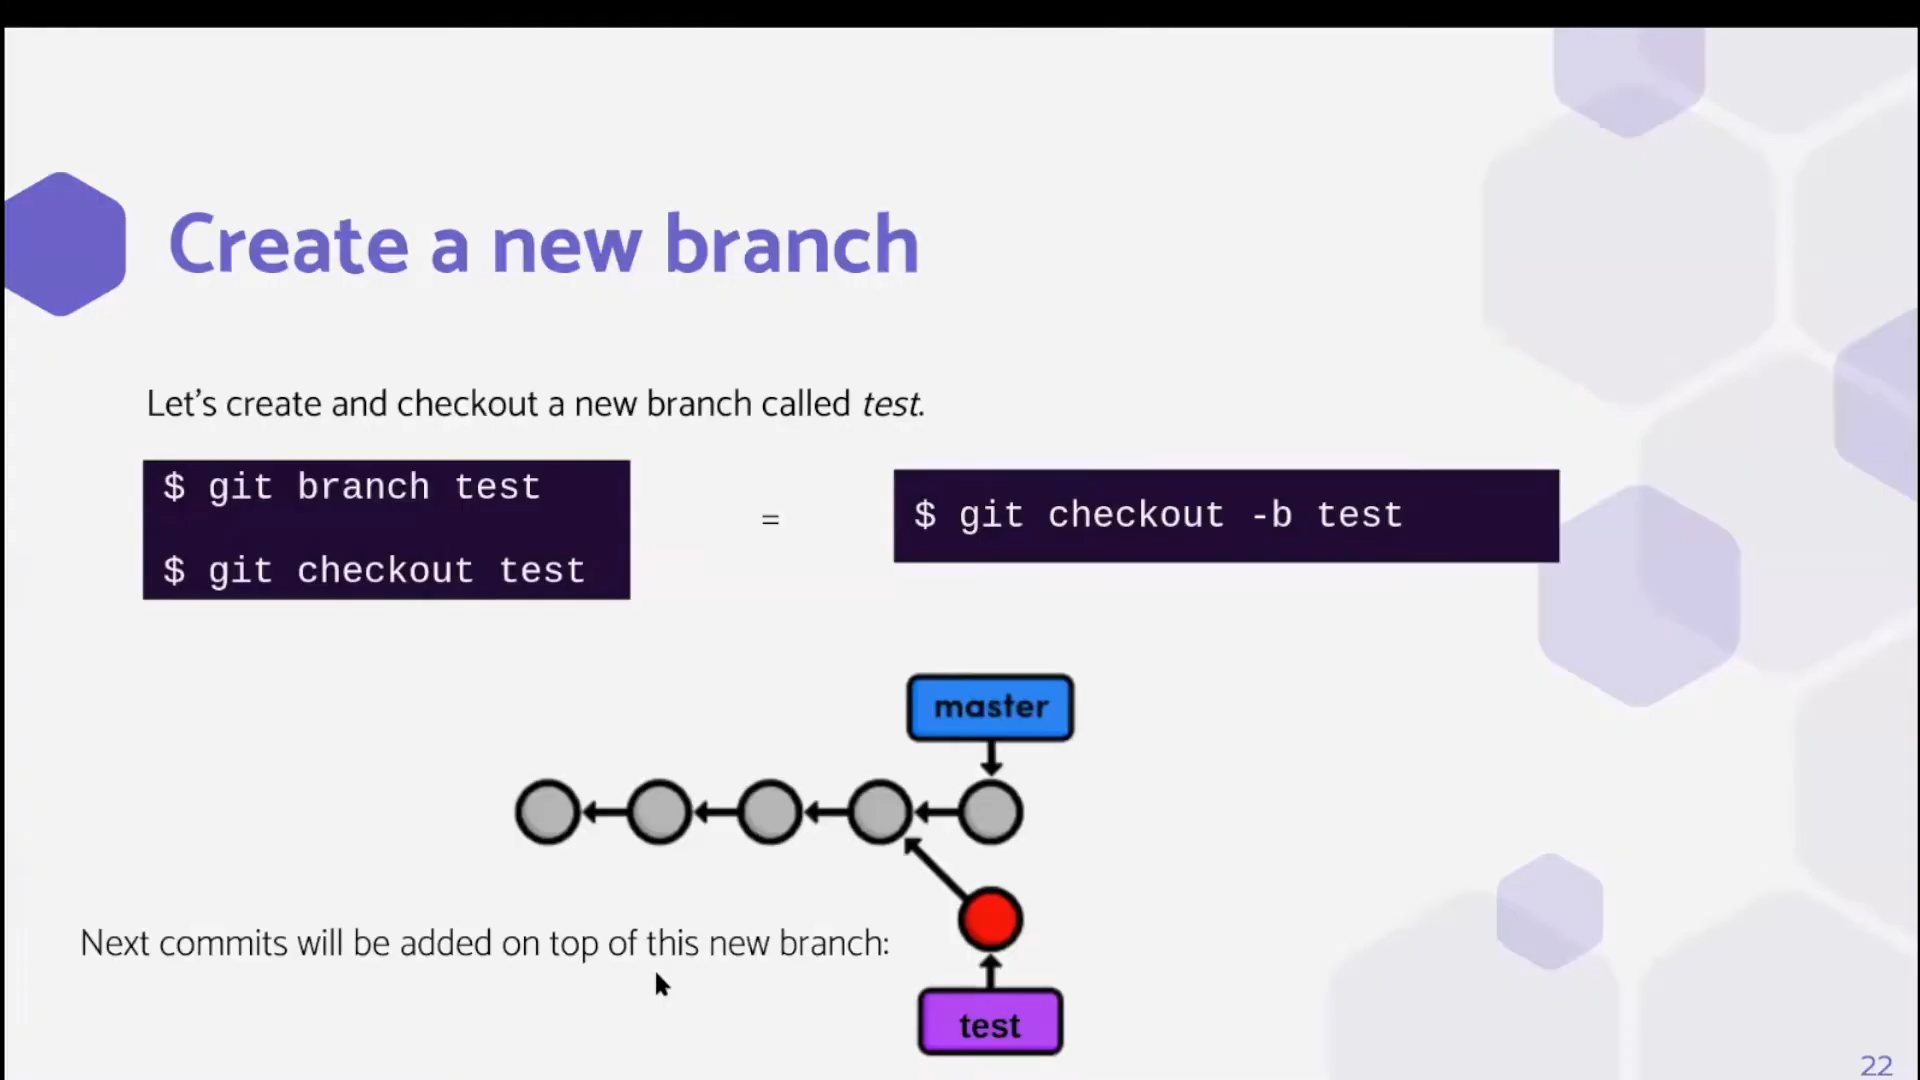 Create a new branch
Let's create and checkout a new branch called test.
$ git branch test
$ git checkout test
=
$ git checkout -b test
master
Next commits will be added on top of this new branch:
test
22